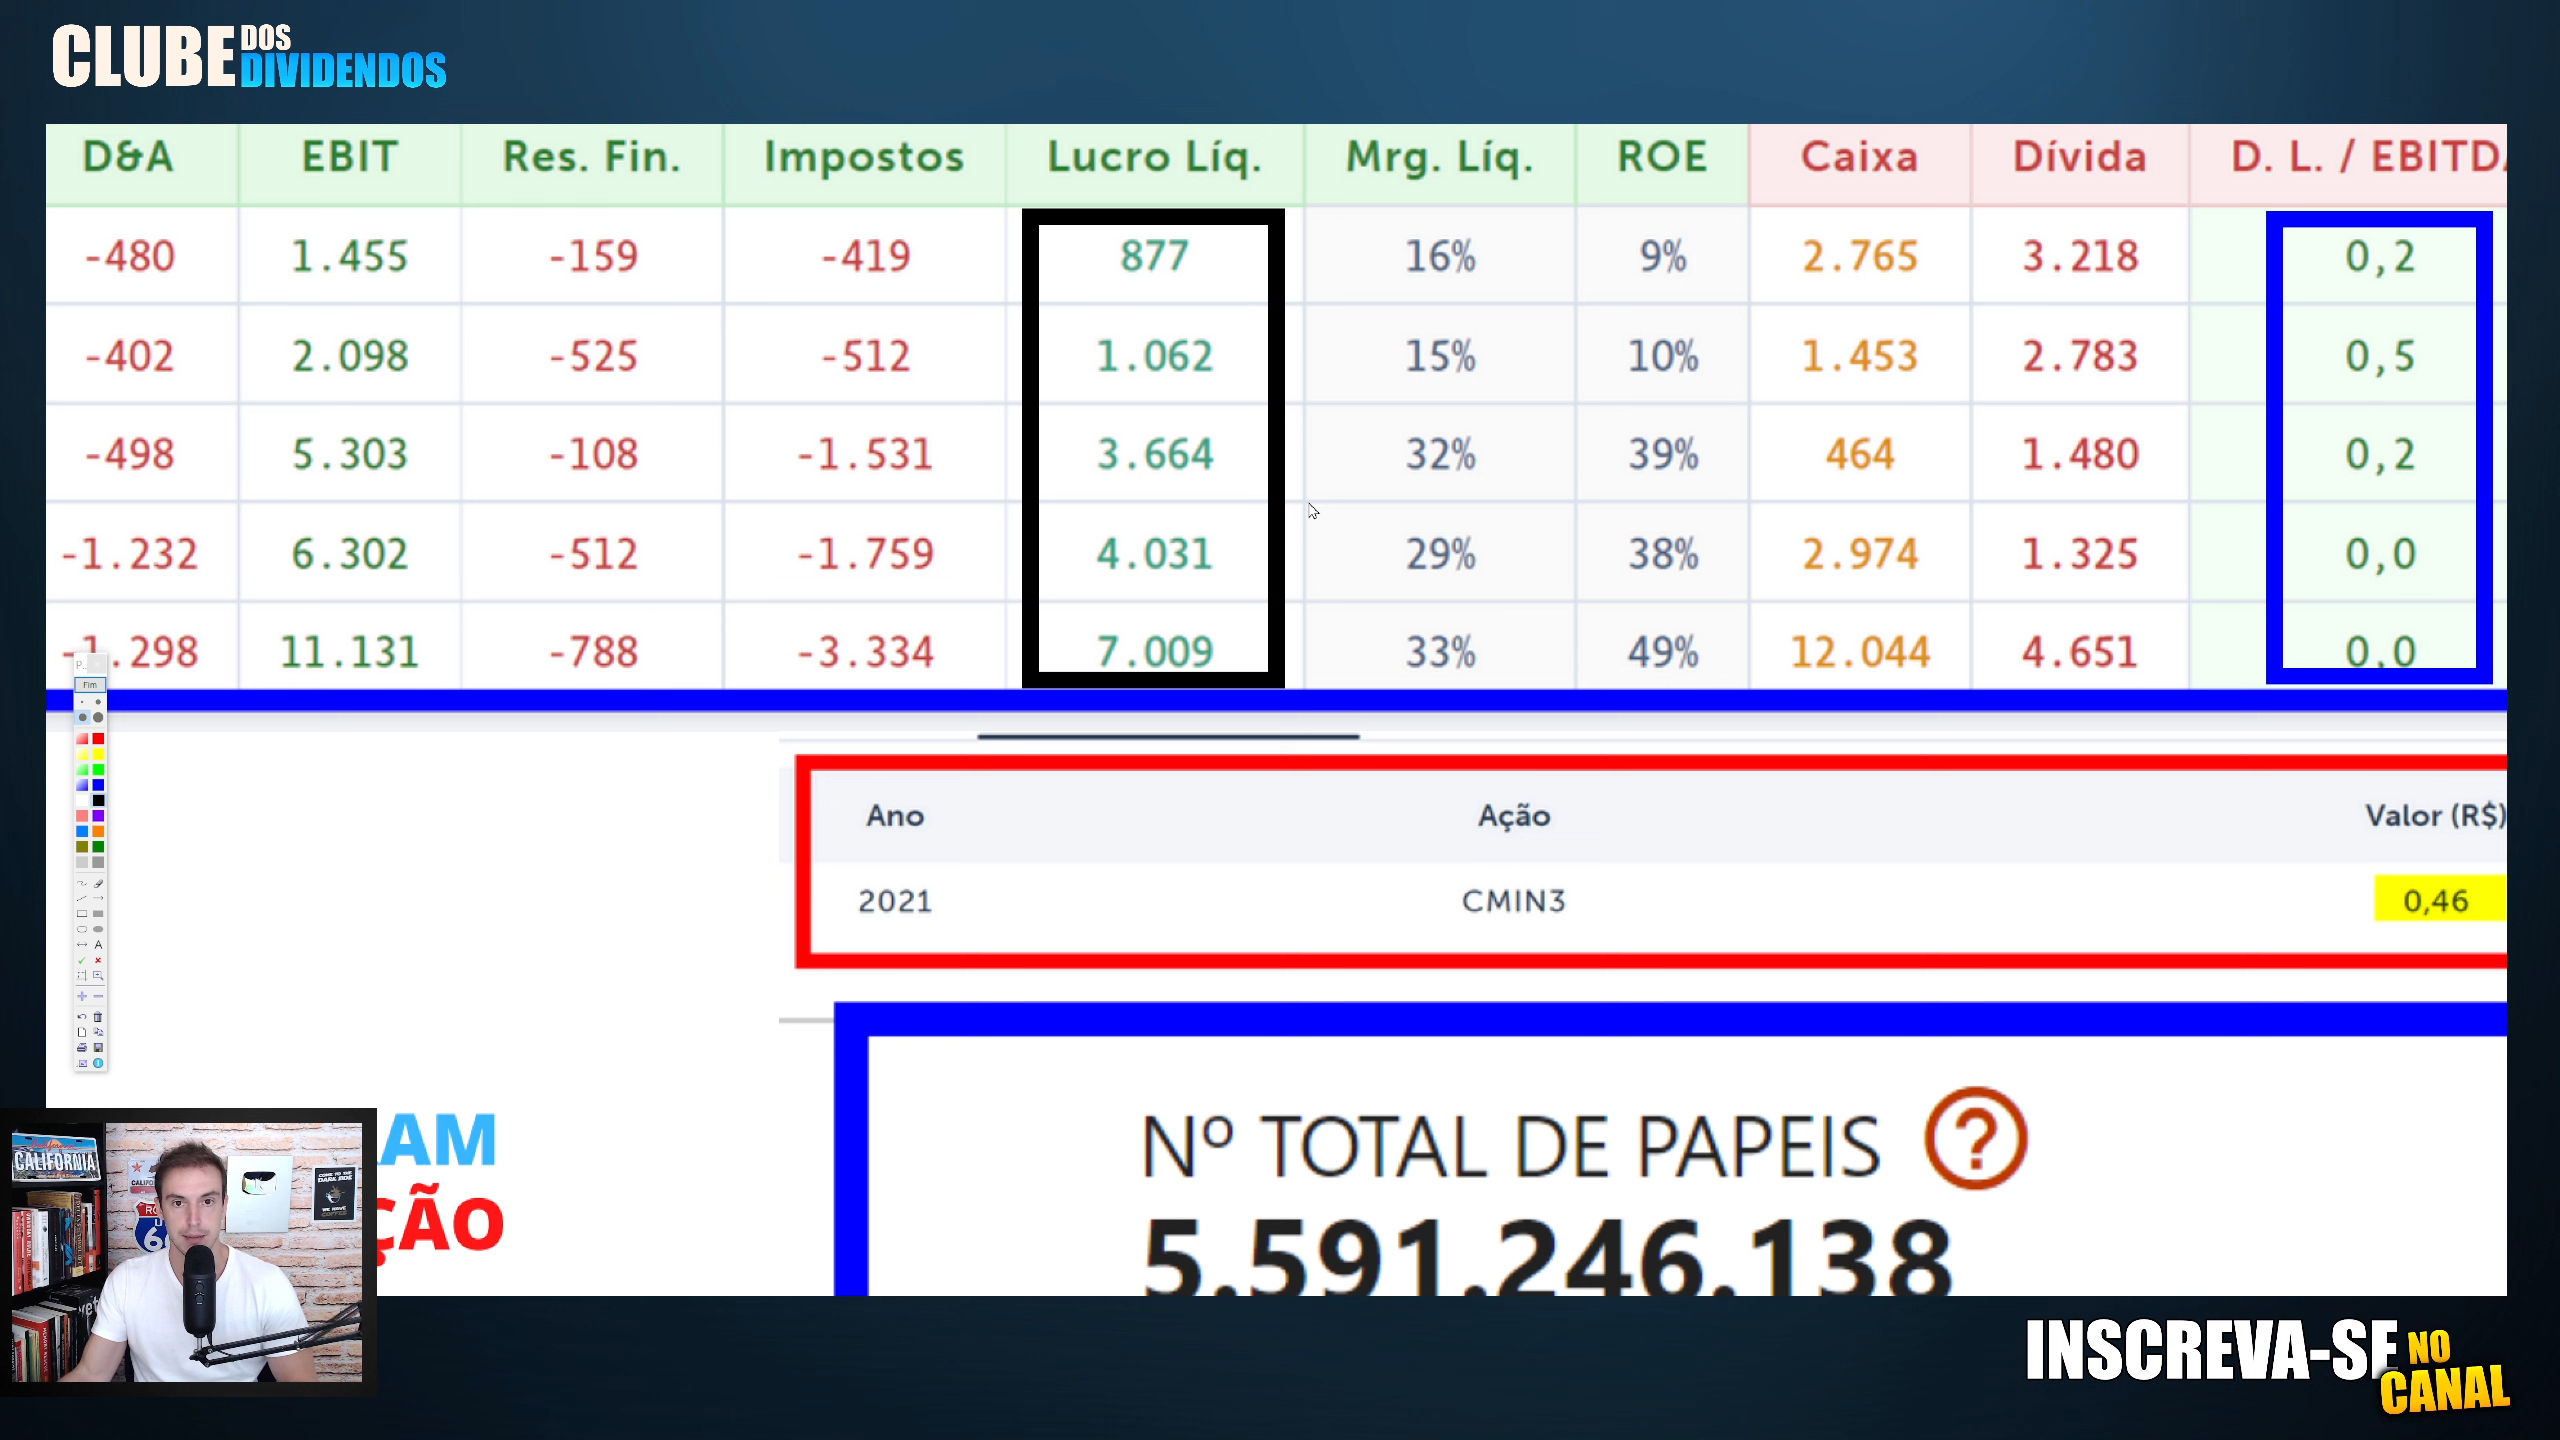 CLUBE DOS DIVIDENDOS
D&A EBIT Res. Fin. Impostos Lucro Líq. Mrg. Líq. ROE Caixa Dívida D. L. / EBITDA
-480 1.455 -159 -419 877 16% 9% 2.765 3.218 0,2
-402 2.098 -525 -512 1.062 15% 10% 1.453 2.783 0,5
-498 5.303 -108 -1.531 3.664 32% 39% 464 1.480 0,2
-1.232 6.302 -512 -1.759 4.031 29% 38% 2.974 1.325 0,0
-1.298 11.131 -788 -3.334 7.009 33% 49% 12.044 4.651 0,0
Fim
Ano Ação Valor (R$)
2021 CMIN3 0,46
Nº TOTAL DE PAPEIS ?
5.591.246.138
AM
ÇÃO
CALIFORNIA
INSCREVA-SE NO
CANAL